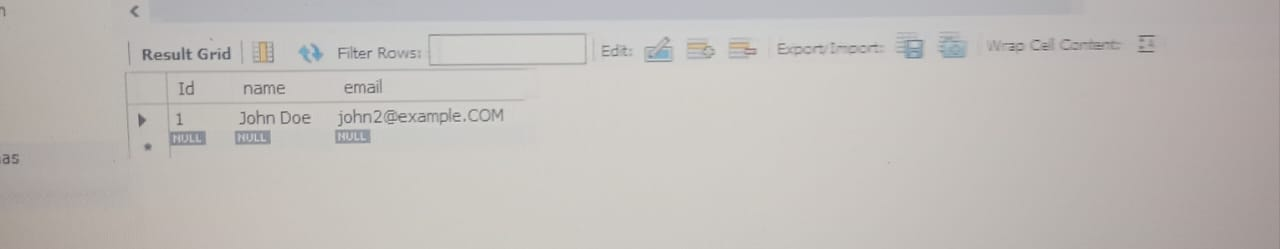 Result Grid Filter Rows: Edit: Export/Import: Wrap Cell Content:
Id name email
1 John Doe john2@example.COM
NULL NULL NULL
as